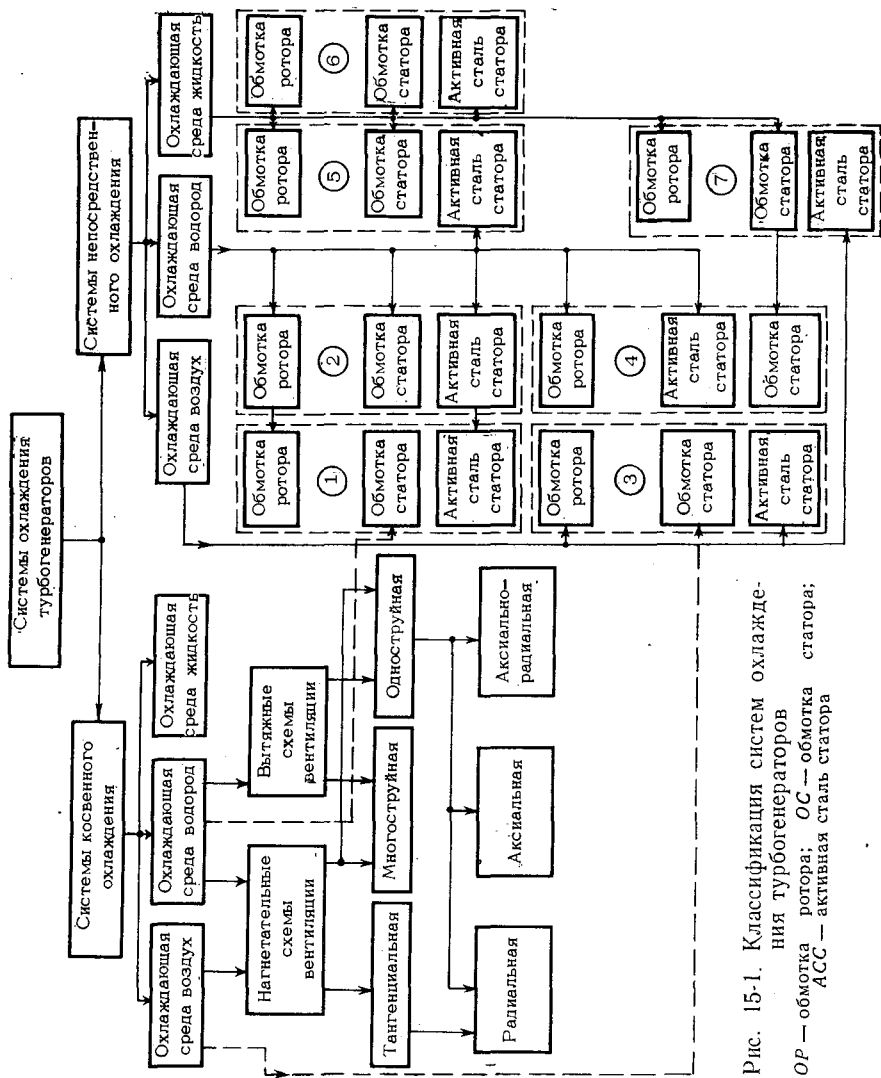 Системы охлаждения
турбогенераторов
Системы косвенного
охлаждения
Системы непосредствен-
ного охлаждения
Охлаждающая
среда воздух
Охлаждающая
среда водород
Охлаждающая
среда жидкость
Охлаждающая
среда воздух
Охлаждающая
среда водород
Охлаждающая
среда жидкость
Нагнетательные
схемы
вентиляции
Вытяжные
схемы
вентиляции
Тангенциальная
Многоструйная
Одноструйная
Радиальная
Аксиальная
Аксиально-
радиальная
Обмотка
ротора
1
Обмотка
статора
Активная
сталь
статора
Обмотка
ротора
2
Обмотка
статора
Активная
сталь
статора
Обмотка
ротора
5
Обмотка
статора
Активная
сталь
статора
Обмотка
ротора
6
Обмотка
статора
Активная
сталь
статора
Обмотка
ротора
3
Обмотка
статора
Активная
сталь
статора
Обмотка
ротора
4
Активная
сталь
статора
Обмотка
статора
Обмотка
ротора
7
Обмотка
статора
Активная
сталь
статора
Рис. 15-1. Классификация систем охлажде-
ния турбогенераторов
ОР — обмотка ротора; ОС — обмотка статора;
АСС — активная сталь статора